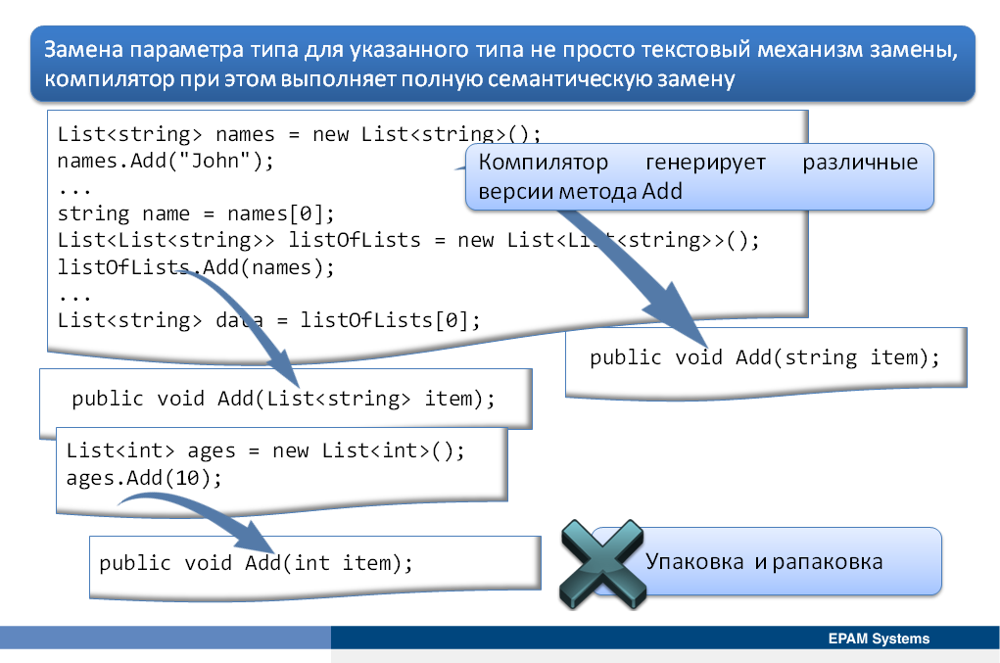 Замена параметра типа для указанного типа не просто текстовый механизм замены,
компилятор при этом выполняет полную семантическую замену
List<string> names = new List<string>();
names.Add("John");
...
string name = names[0];
List<List<string>> listOfLists = new List<List<string>>();
listOfLists.Add(names);
...
List<string> data = listOfLists[0];
Компилятор генерирует различные
версии метода Add
public void Add(string item);
public void Add(List<string> item);
List<int> ages = new List<int>();
ages.Add(10);
public void Add(int item);
Упаковка и рапаковка
EPAM Systems